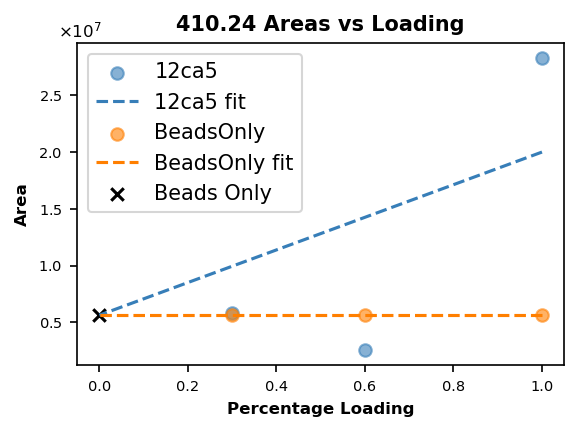 410.24 Areas vs Loading
×10⁷
12ca5
12ca5 fit
BeadsOnly
BeadsOnly fit
Beads Only
2.5
2.0
1.5
1.0
0.5
Area
0.0 0.2 0.4 0.6 0.8 1.0
Percentage Loading